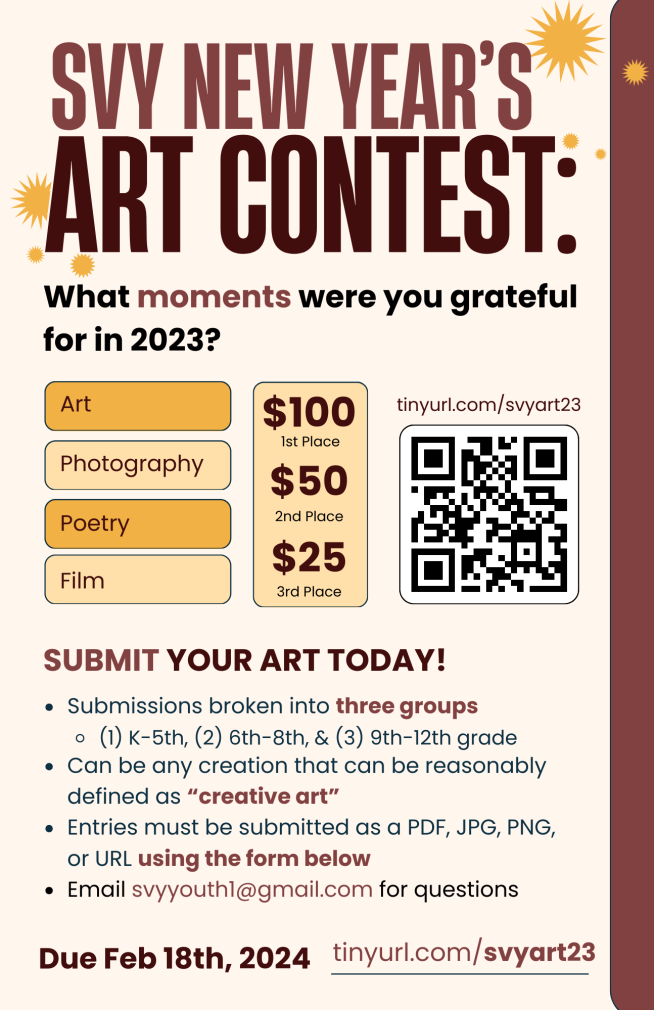 SVY NEW YEAR'S
ART CONTEST:
What moments were you grateful
for in 2023?
Art
Photography
Poetry
Film
$100
1st Place
$50
2nd Place
$25
3rd Place
tinyurl.com/svyart23
SUBMIT YOUR ART TODAY!
• Submissions broken into three groups
○ (1) K-5th, (2) 6th-8th, & (3) 9th-12th grade
• Can be any creation that can be reasonably
defined as “creative art”
• Entries must be submitted as a PDF, JPG, PNG,
or URL using the form below
• Email svyyouth1@gmail.com for questions
Due Feb 18th, 2024
tinyurl.com/svyart23